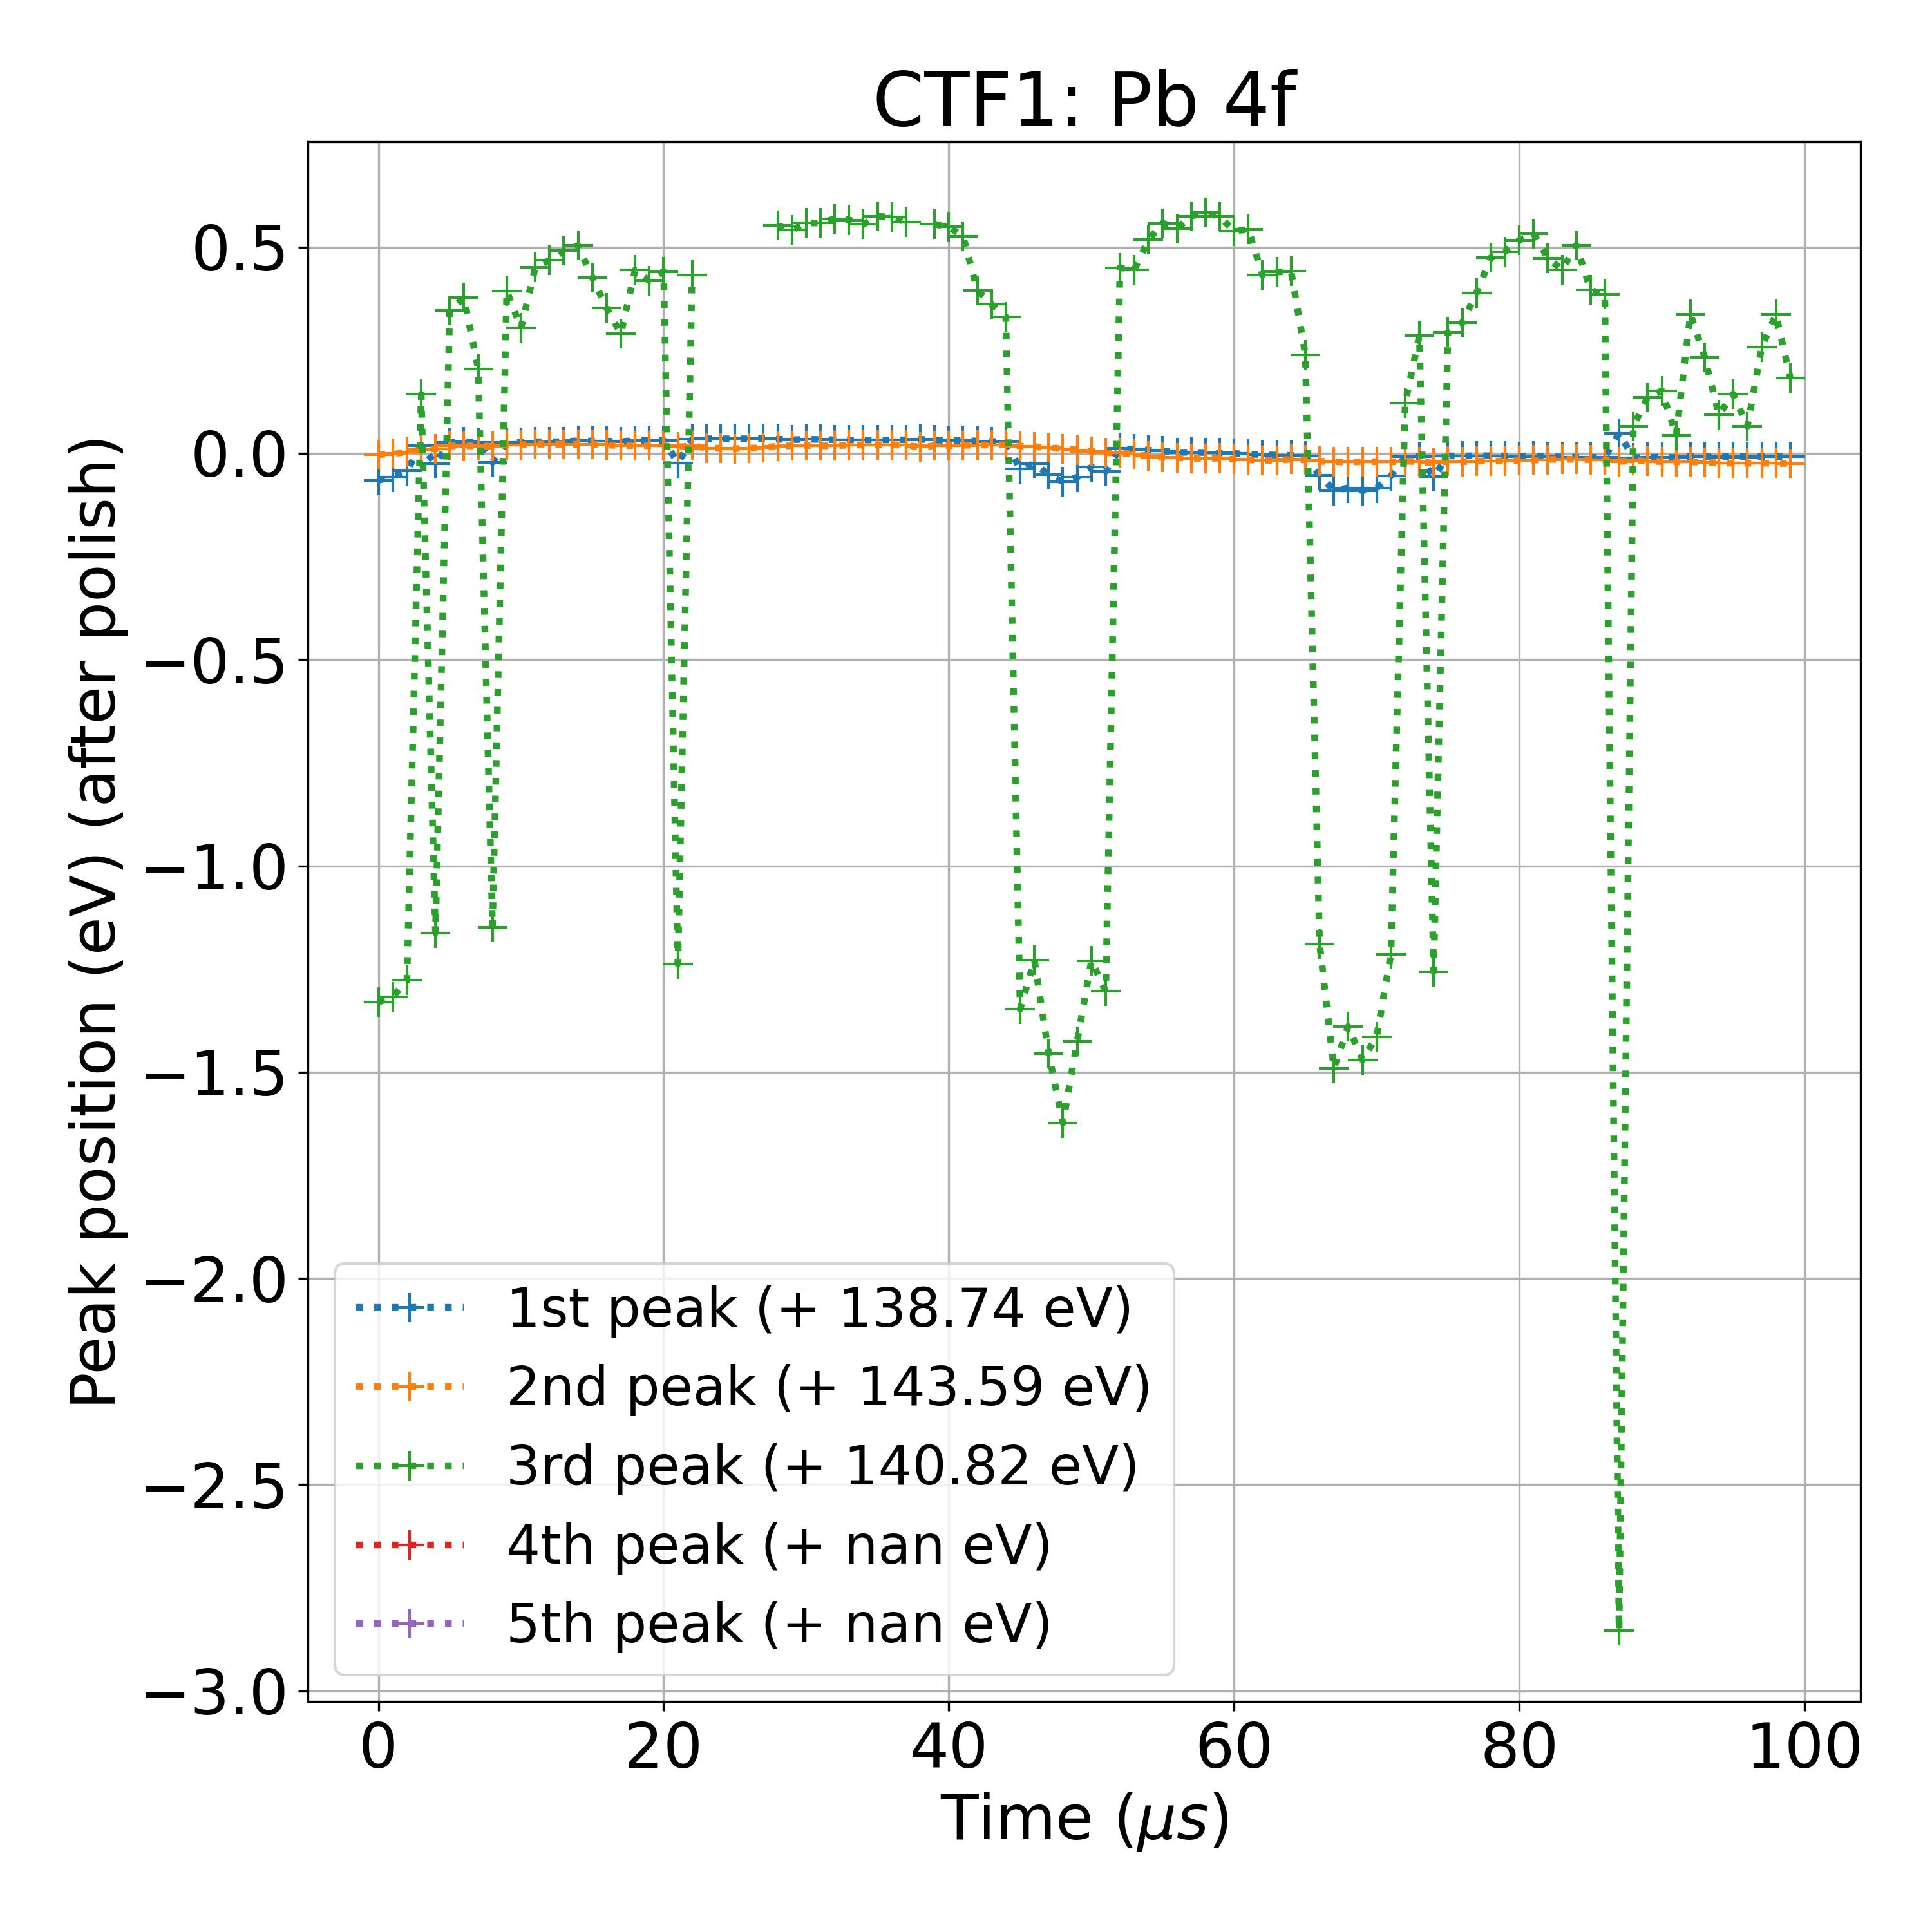 CTF1: Pb 4f
Peak position (eV) (after polish)
0.5
0.0
−0.5
−1.0
−1.5
−2.0
−2.5
−3.0
1st peak (+ 138.74 eV)
2nd peak (+ 143.59 eV)
3rd peak (+ 140.82 eV)
4th peak (+ nan eV)
5th peak (+ nan eV)
0 20 40 60 80 100
Time (μs)